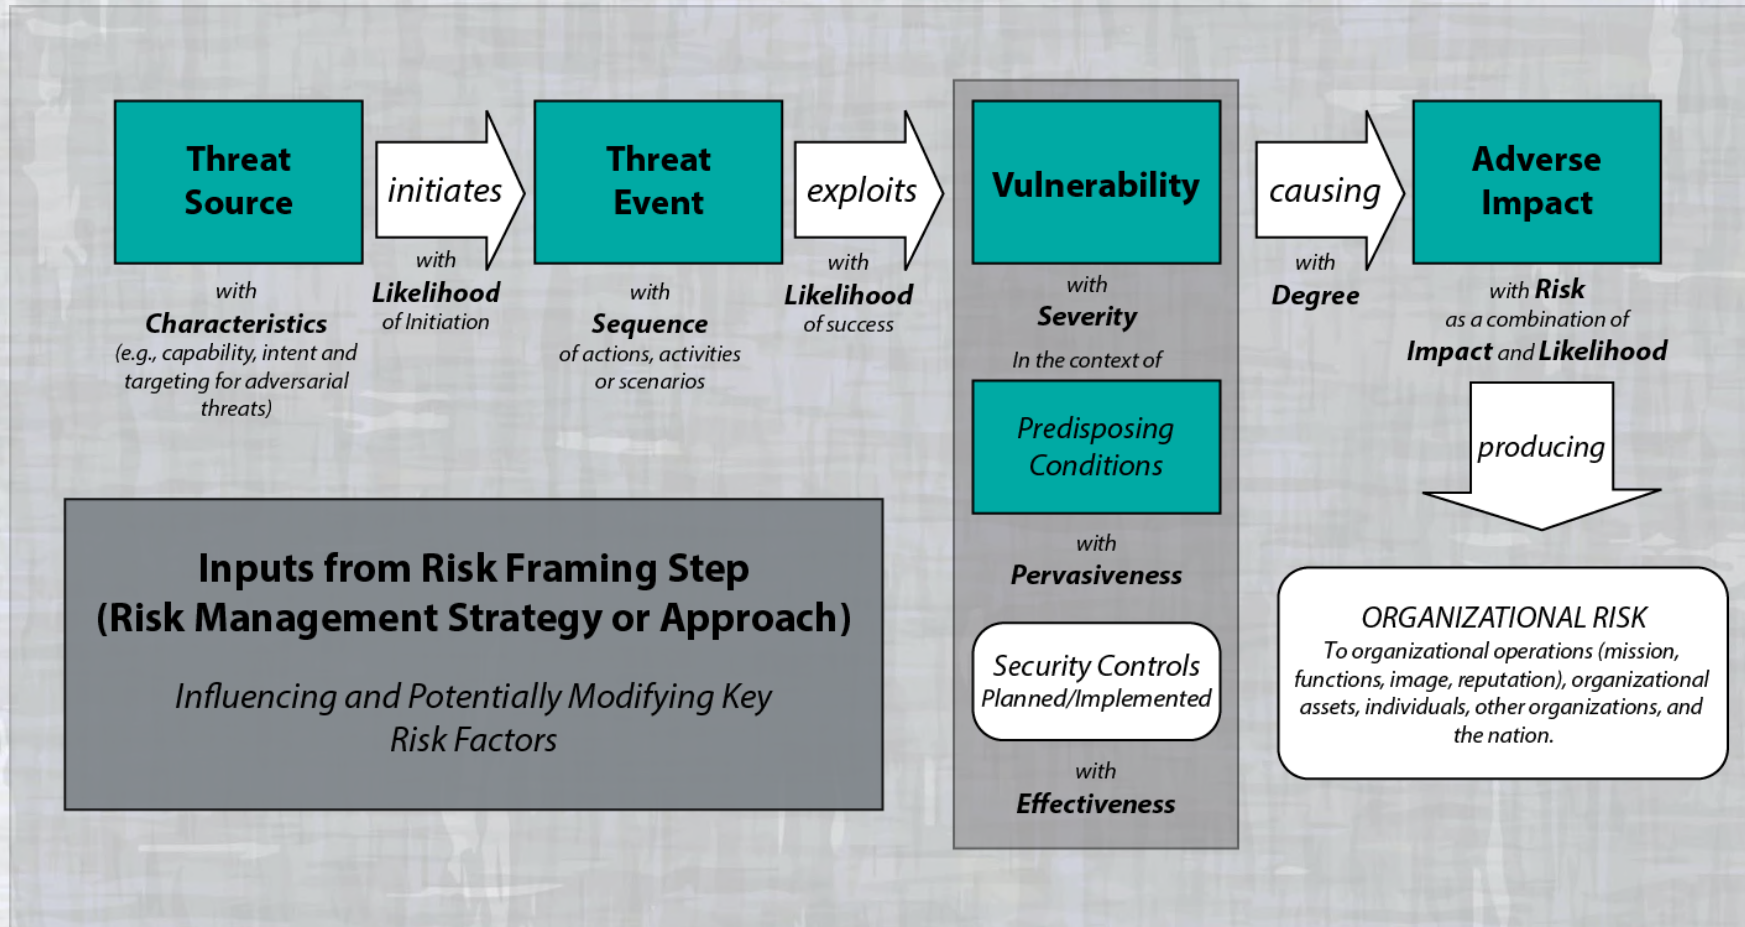 Threat
Source
initiates
Threat
Event
exploits
Vulnerability
causing
Adverse
Impact
with
Characteristics
(e.g., capability, intent and
targeting for adversarial
threats)
with
Likelihood
of Initiation
with
Sequence
of actions, activities
or scenarios
with
Likelihood
of success
with
Severity
In the context of
Predisposing
Conditions
with
Pervasiveness
Security Controls
Planned/Implemented
with
Effectiveness
with
Degree
with Risk
as a combination of
Impact and Likelihood
producing
ORGANIZATIONAL RISK
To organizational operations (mission,
functions, image, reputation), organizational
assets, individuals, other organizations, and
the nation.
Inputs from Risk Framing Step
(Risk Management Strategy or Approach)
Influencing and Potentially Modifying Key
Risk Factors